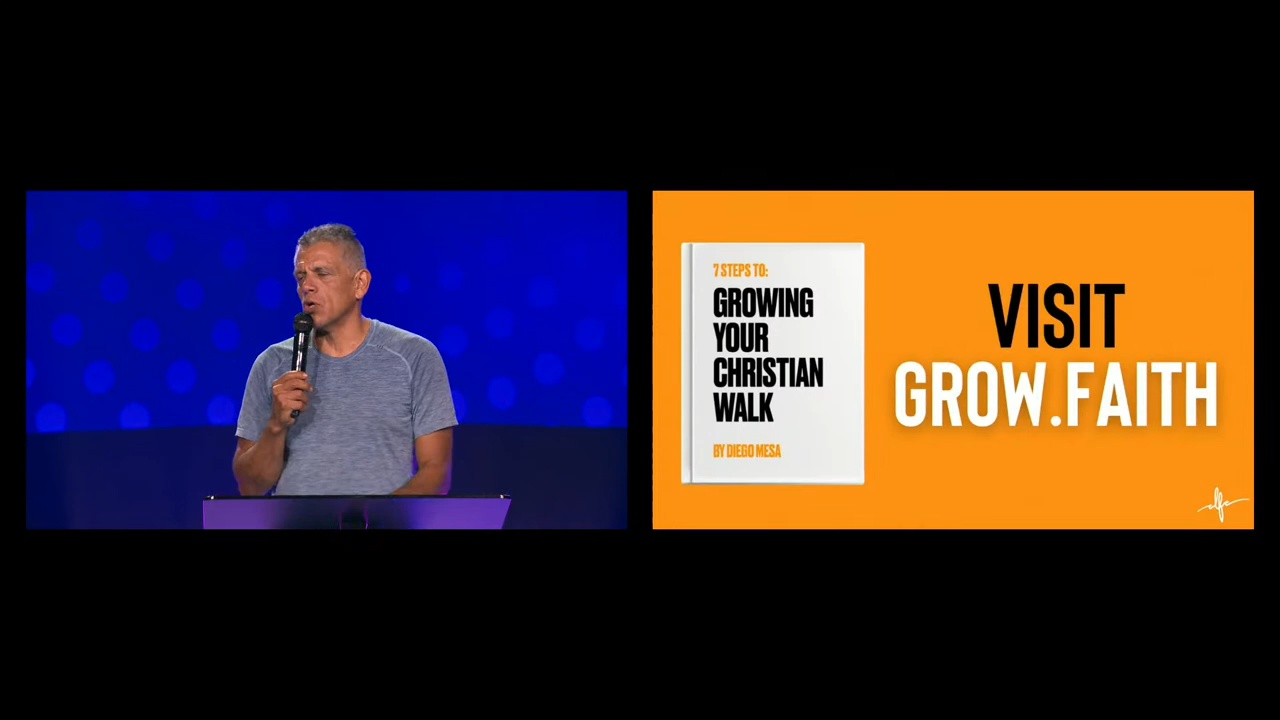 7 STEPS TO:
GROWING
YOUR
CHRISTIAN
WALK
BY DIEGO MESA
VISIT
GROW.FAITH